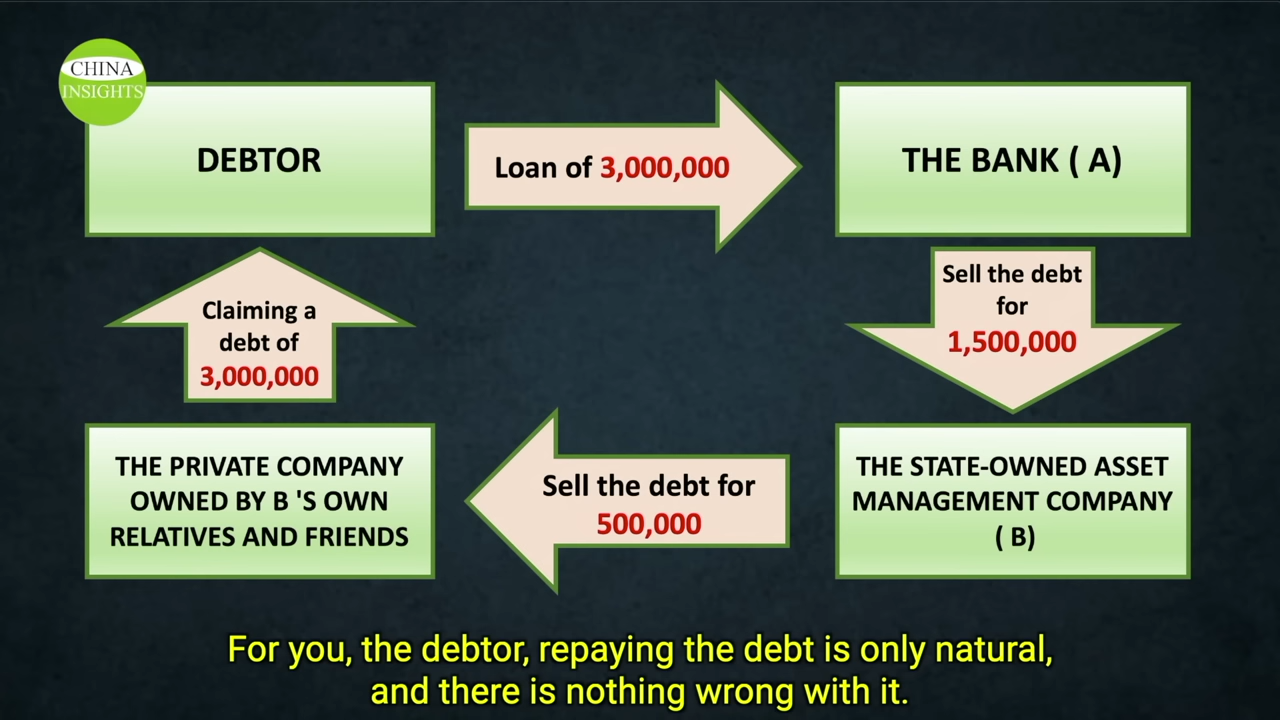 CHINA
INSIGHTS
DEBTOR
Loan of 3,000,000
THE BANK ( A)
Sell the debt
for
1,500,000
Claiming a
debt of
3,000,000
THE PRIVATE COMPANY
OWNED BY B 'S OWN
RELATIVES AND FRIENDS
Sell the debt for
500,000
THE STATE-OWNED ASSET
MANAGEMENT COMPANY
( B)
For you, the debtor, repaying the debt is only natural,
and there is nothing wrong with it.